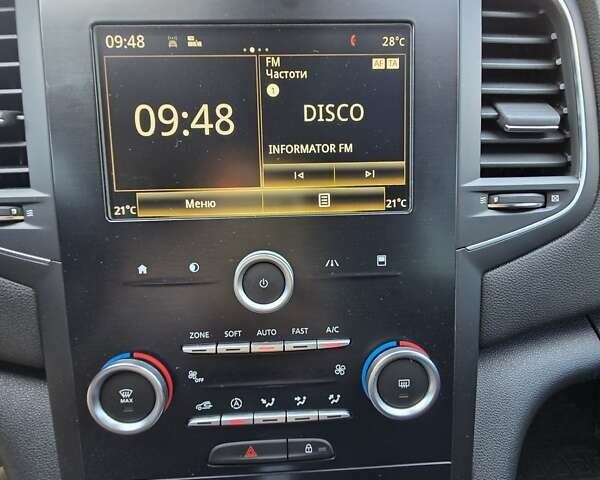 09:48 28°C
FM
AF TA
Частоти
1
09:48
DISCO
INFORMATOR FM
21°C Меню 21°C
ZONE SOFT AUTO FAST A/C
OFF
MAX
A